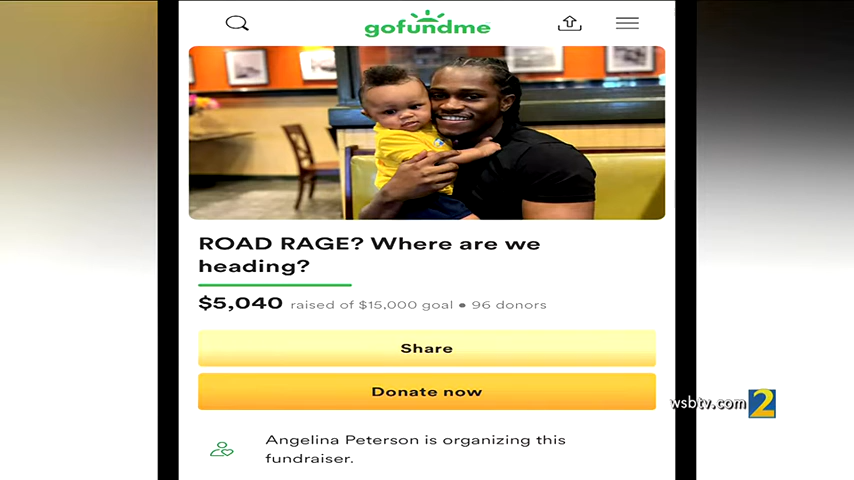 gofundme
ROAD RAGE? Where are we
heading?
$5,040 raised of $15,000 goal • 96 donors
Share
Donate now
wsbtv.com 2
Angelina Peterson is organizing this
fundraiser.